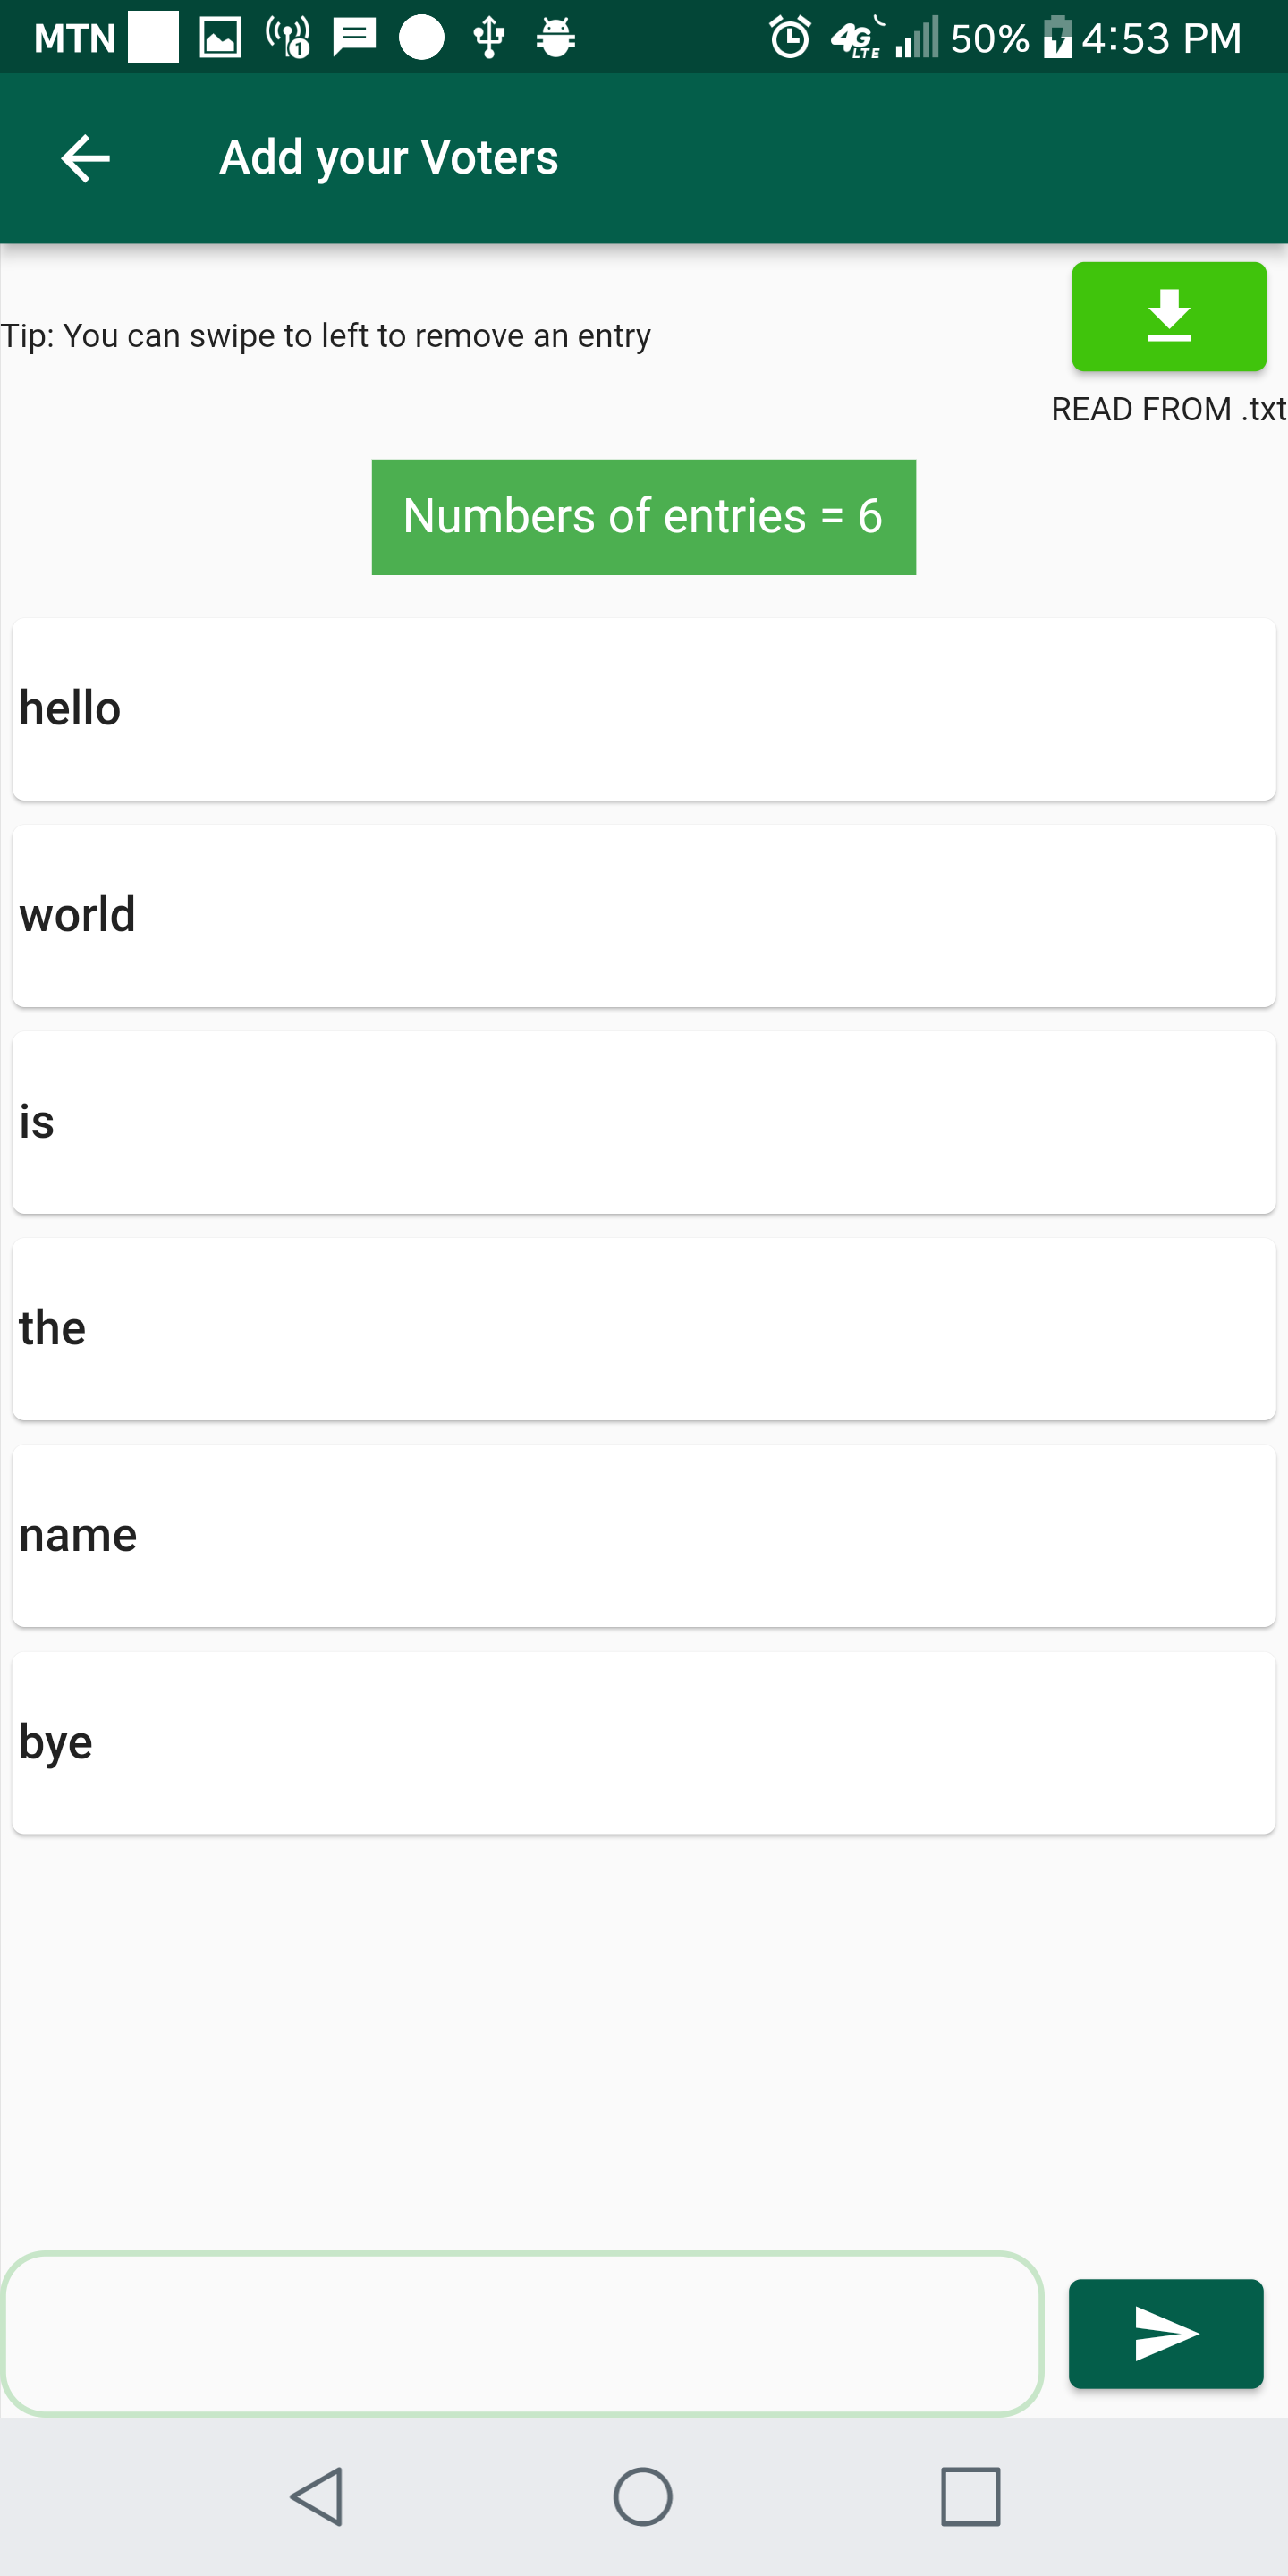 MTN 1 4G LTE 50% 4:53 PM
Add your Voters
Tip: You can swipe to left to remove an entry
READ FROM .txt
Numbers of entries = 6
hello
world
is
the
name
bye